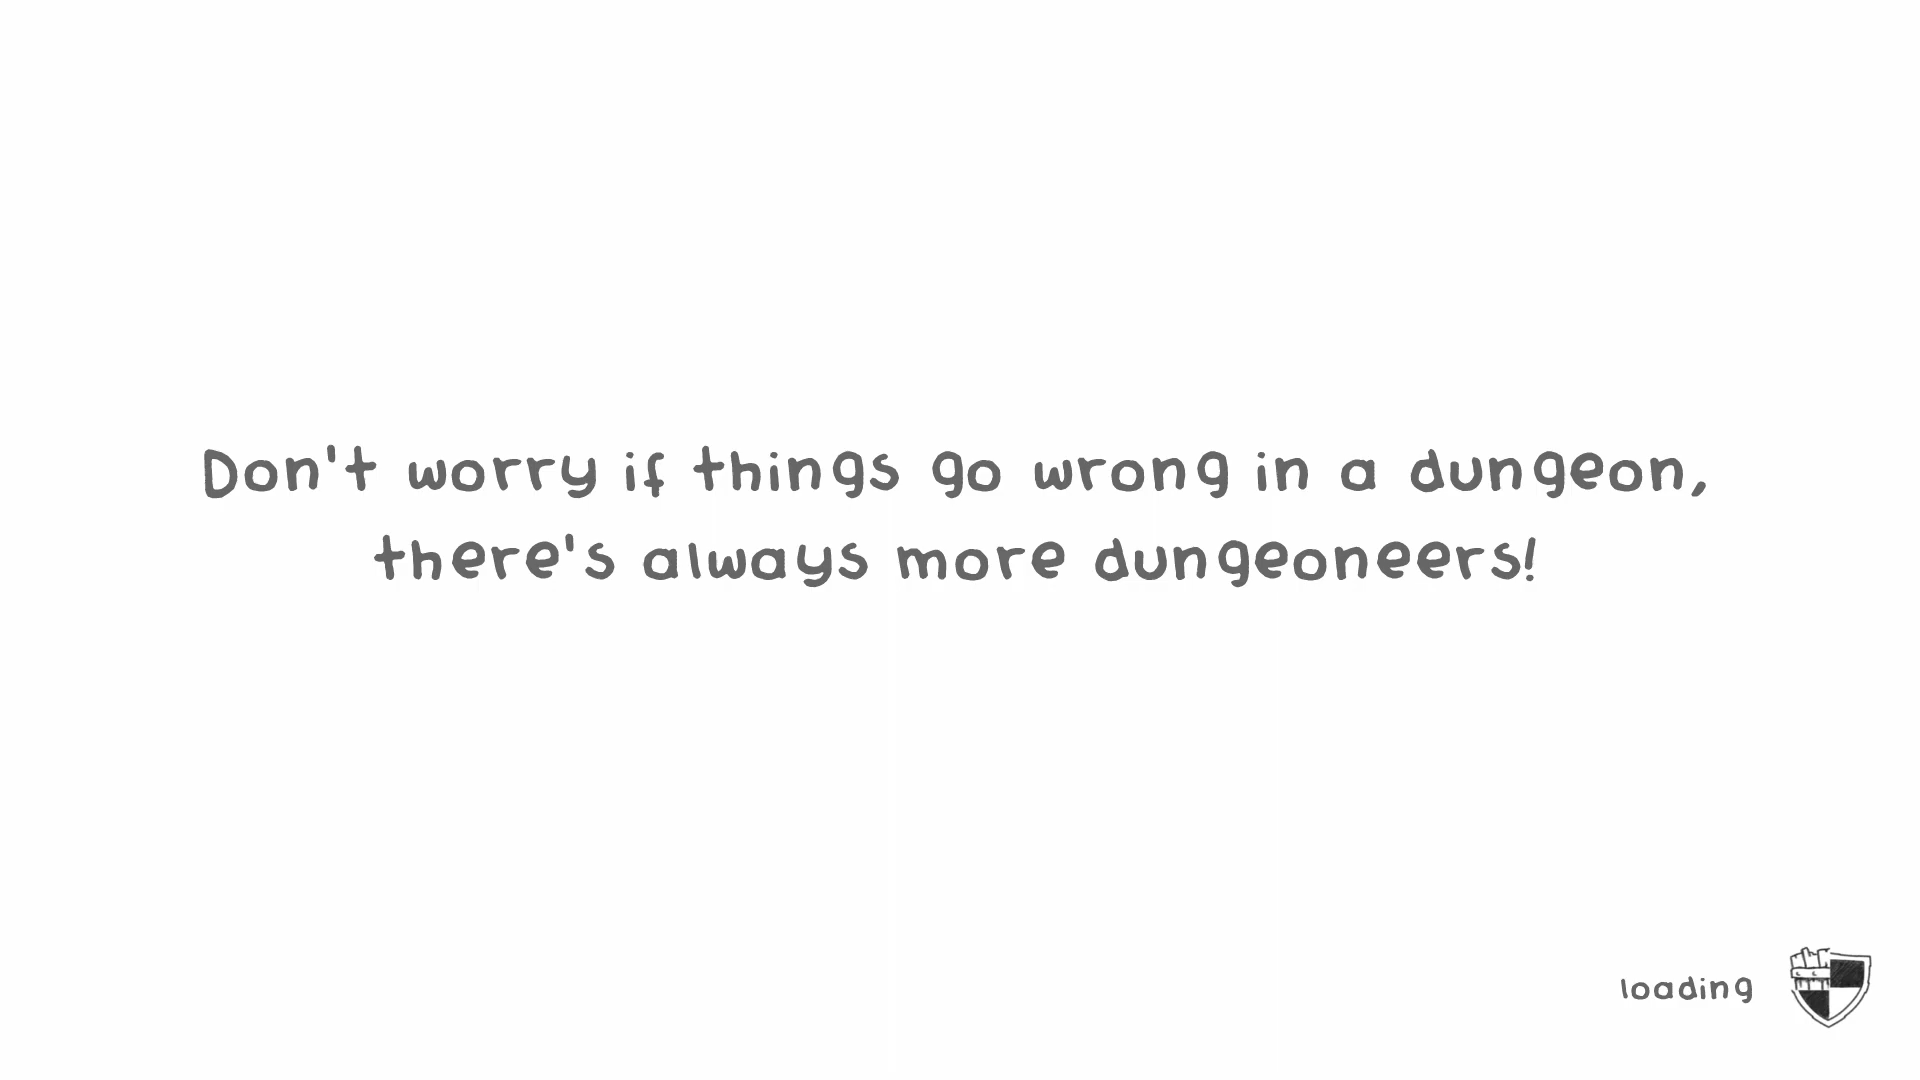 Don't worry if things go wrong in a dungeon,
there's always more dungeoneers!
loading